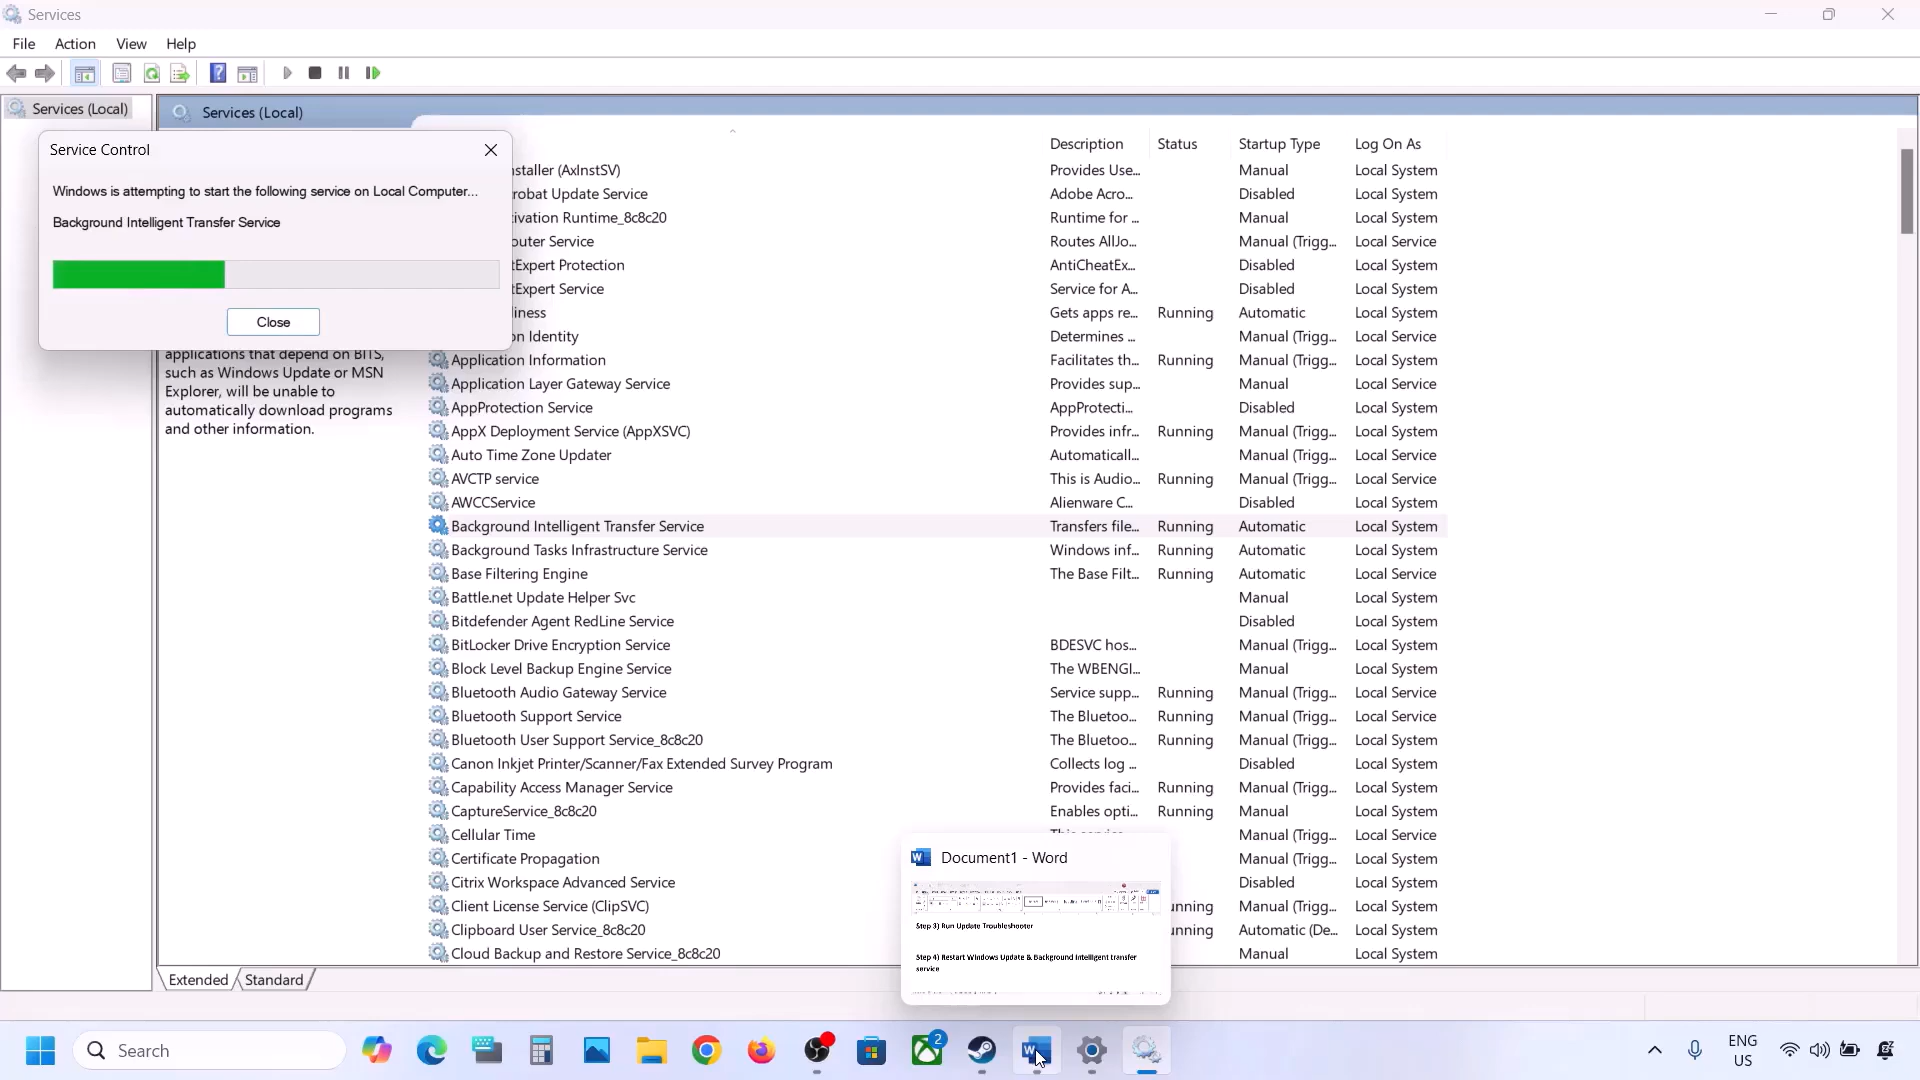 Services
File Action View Help
Services (Local)
Services (Local)
Service Control
Windows is attempting to start the following service on Local Computer...
Background Intelligent Transfer Service
Close
applications that depend on BITS,
such as Windows Update or MSN
Explorer, will be unable to
automatically download programs
and other information.
Description Status Startup Type Log On As
nstaller (AxInstSV) Provides Use... Manual Local System
robat Update Service Adobe Acro... Disabled Local System
tivation Runtime_8c8c20 Runtime for ... Manual Local System
outer Service Routes AllJo... Manual (Trigg... Local Service
tExpert Protection AntiCheatEx... Disabled Local System
tExpert Service Service for A... Disabled Local System
liness Gets apps re... Running Automatic Local System
on Identity Determines ... Manual (Trigg... Local Service
Application Information Facilitates th... Running Manual (Trigg... Local System
Application Layer Gateway Service Provides sup... Manual Local Service
AppProtection Service AppProtecti... Disabled Local System
AppX Deployment Service (AppXSVC) Provides infr... Running Manual (Trigg... Local System
Auto Time Zone Updater Automaticall... Manual (Trigg... Local Service
AVCTP service This is Audio... Running Manual (Trigg... Local Service
AWCCService Alienware C... Disabled Local System
Background Intelligent Transfer Service Transfers file... Running Automatic Local System
Background Tasks Infrastructure Service Windows inf... Running Automatic Local System
Base Filtering Engine The Base Filt... Running Automatic Local Service
Battle.net Update Helper Svc Manual Local System
Bitdefender Agent RedLine Service Disabled Local System
BitLocker Drive Encryption Service BDESVC hos... Manual (Trigg... Local System
Block Level Backup Engine Service The WBENGI... Manual Local System
Bluetooth Audio Gateway Service Service supp... Running Manual (Trigg... Local Service
Bluetooth Support Service The Bluetoo... Running Manual (Trigg... Local Service
Bluetooth User Support Service_8c8c20 The Bluetoo... Running Manual (Trigg... Local System
Canon Inkjet Printer/Scanner/Fax Extended Survey Program Collects log ... Disabled Local System
Capability Access Manager Service Provides faci... Running Manual (Trigg... Local System
CaptureService_8c8c20 Enables opti... Running Manual Local System
Cellular Time This service Manual (Trigg... Local Service
Certificate Propagation Manual (Trigg... Local System
Citrix Workspace Advanced Service Disabled Local System
Client License Service (ClipSVC) unning Manual (Trigg... Local System
Clipboard User Service_8c8c20 unning Automatic (De... Local System
Cloud Backup and Restore Service_8c8c20 Manual Local System
Document1 - Word
Step 3) Run Update Troubleshooter
Step 4) Restart Windows Update & Background Intelligent transfer
service
Extended Standard
Search
2
ENG
US